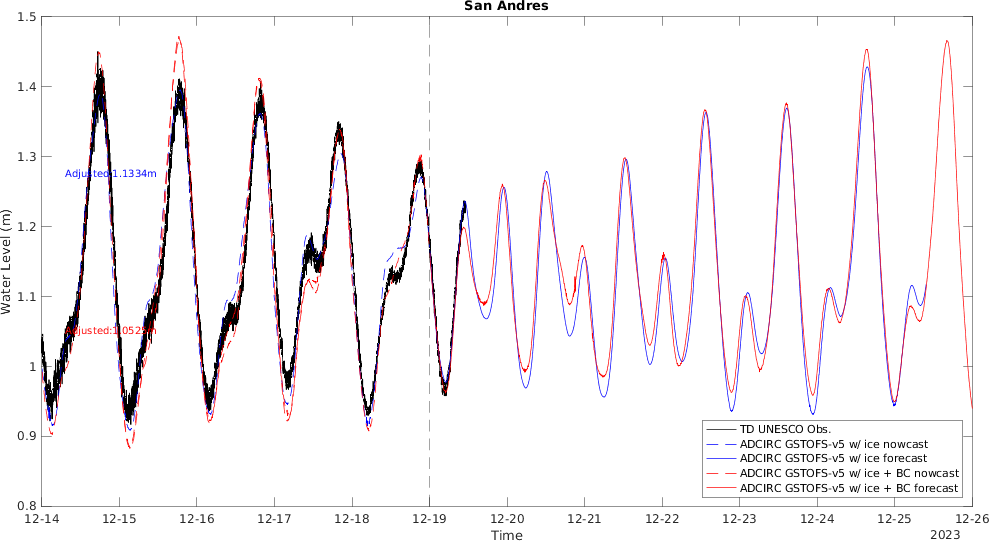 San Andres
1.5
1.4
1.3
1.2
1.1
1
0.9
0.8
Water Level (m)
Adjusted:1.1334m
Adjusted:1.0529m
TD UNESCO Obs.
ADCIRC GSTOFS-v5 w/ ice nowcast
ADCIRC GSTOFS-v5 w/ ice forecast
ADCIRC GSTOFS-v5 w/ ice + BC nowcast
ADCIRC GSTOFS-v5 w/ ice + BC forecast
12-14 12-15 12-16 12-17 12-18 12-19 12-20 12-21 12-22 12-23 12-24 12-25 12-26
Time
2023